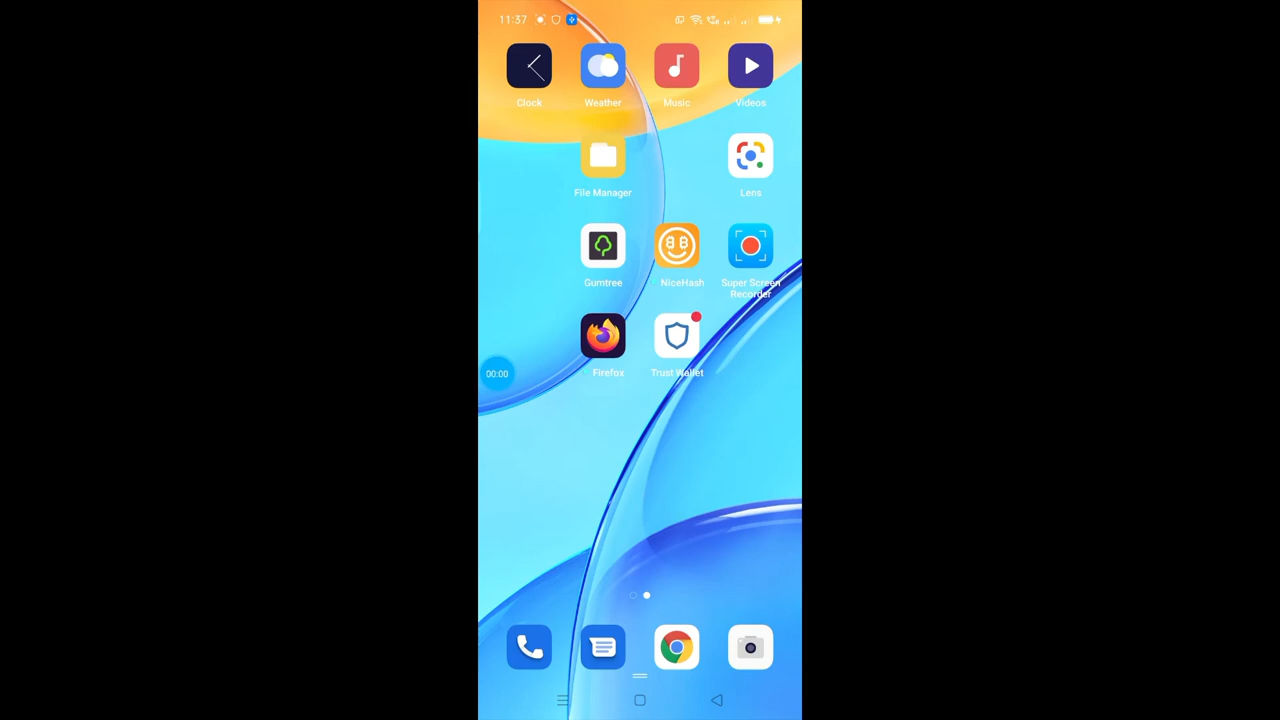 11:37
Clock
Weather
Music
Videos
File Manager
Lens
Gumtree
NiceHash
Super Screen
Recorder
Firefox
Trust Wallet
00:00